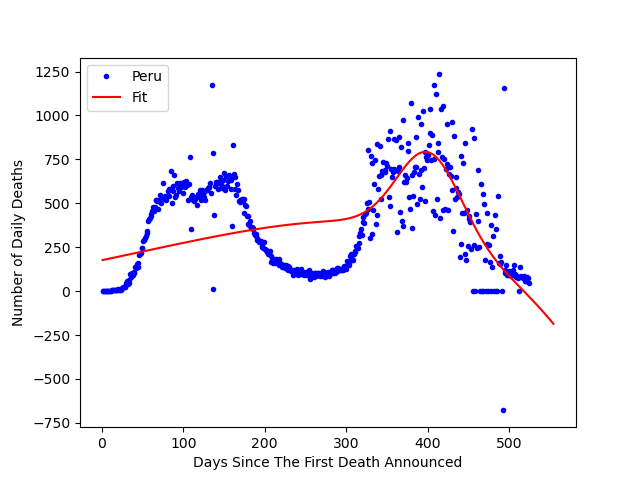 Peru
Fit
Number of Daily Deaths
1250
1000
750
500
250
0
−250
−500
−750
0 100 200 300 400 500
Days Since The First Death Announced